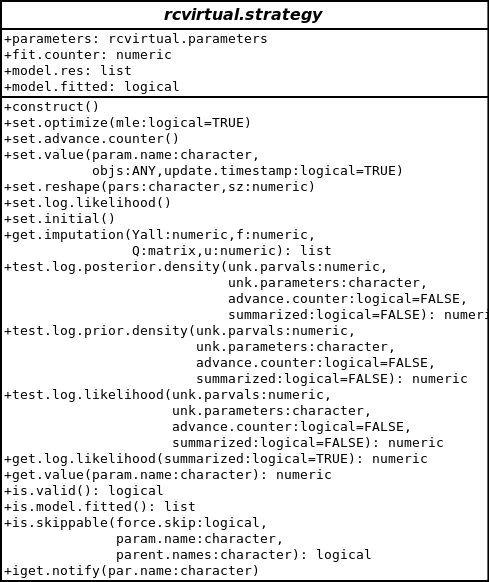 rcvirtual.strategy
+parameters: rcvirtual.parameters
+fit.counter: numeric
+model.res: list
+model.fitted: logical
+construct()
+set.optimize(mle:logical=TRUE)
+set.advance.counter()
+set.value(param.name:character,
objs:ANY,update.timestamp:logical=TRUE)
+set.reshape(pars:character,sz:numeric)
+set.log.likelihood()
+set.initial()
+get.imputation(Yall:numeric,f:numeric,
Q:matrix,u:numeric): list
+test.log.posterior.density(unk.parvals:numeric,
unk.parameters:character,
advance.counter:logical=FALSE,
summarized:logical=FALSE):
+test.log.prior.density(unk.parvals:numeric,
unk.parameters:character,
advance.counter:logical=FALSE,
summarized:logical=FALSE): numeric
+test.log.likelihood(unk.parvals:numeric,
unk.parameters:character,
advance.counter:logical=FALSE,
summarized:logical=FALSE): numeric
+get.log.likelihood(summarized:logical=TRUE): numeric
+get.value(param.name:character): numeric
+is.valid(): logical
+is.model.fitted(): list
+is.skippable(force.skip:logical,
param.name:character,
parent.names:character): logical
+iget.notify(par.name:character)